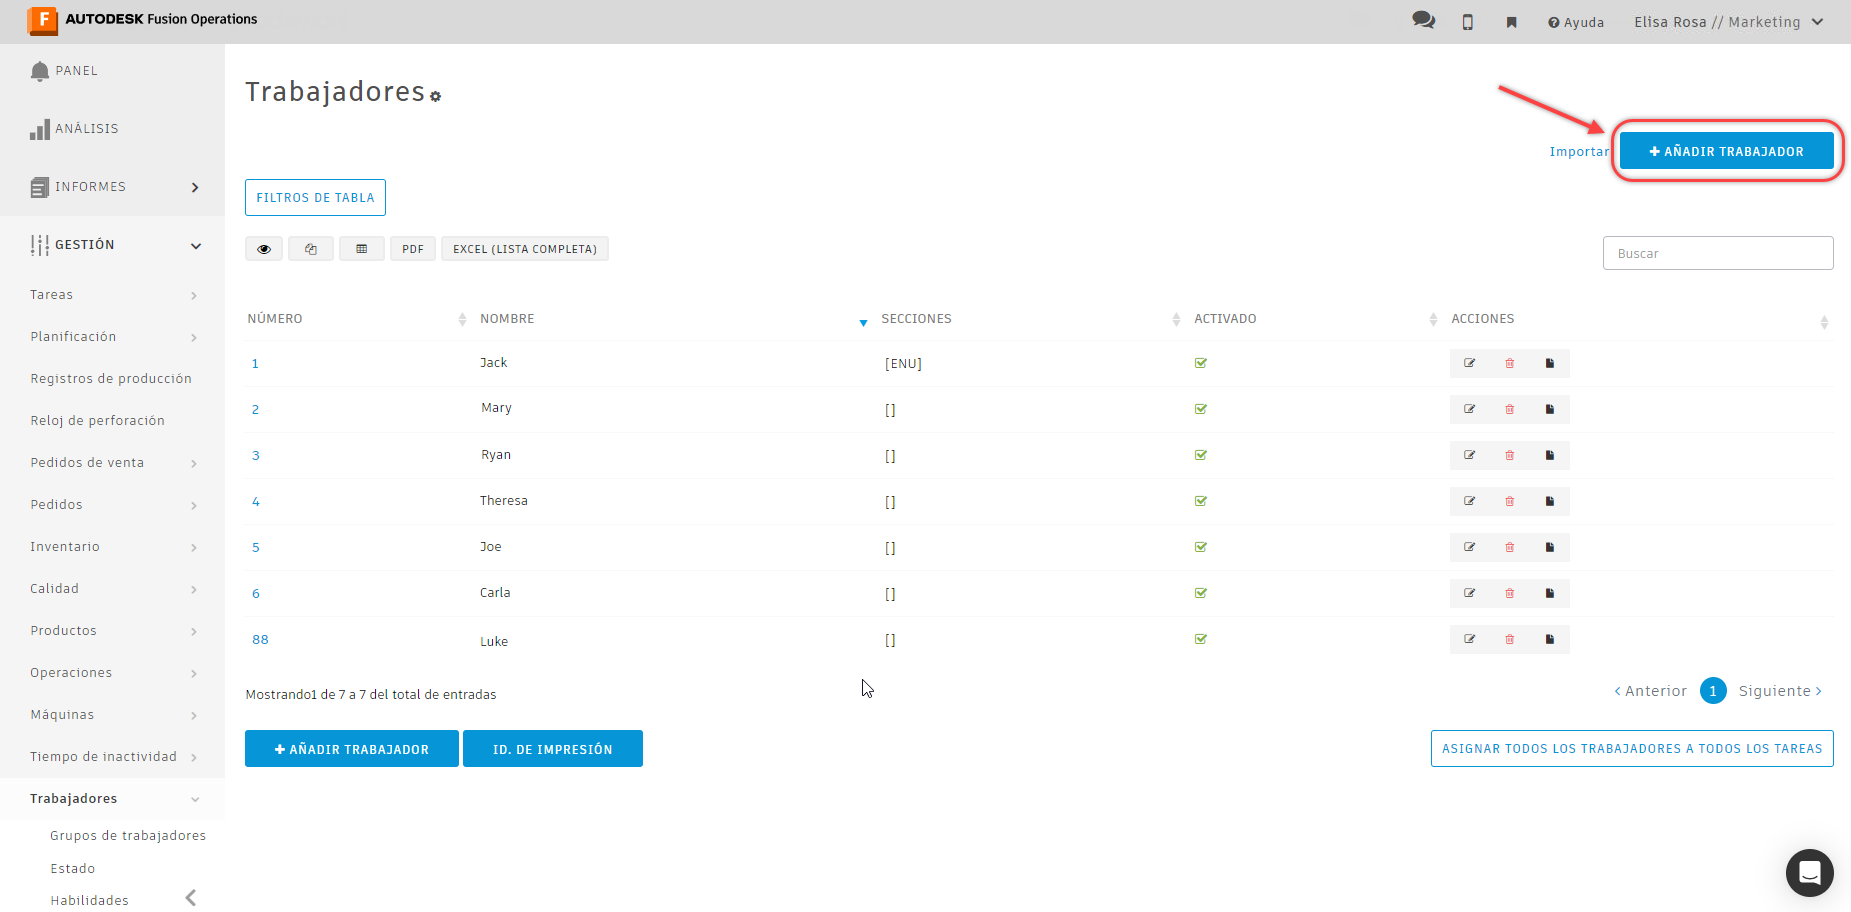 F AUTODESK Fusion Operations
Ayuda
Elisa Rosa // Marketing
PANEL
ANÁLISIS
INFORMES
GESTIÓN
Tareas
Planificación
Registros de producción
Reloj de perforación
Pedidos de venta
Pedidos
Inventario
Calidad
Productos
Operaciones
Máquinas
Tiempo de inactividad
Trabajadores
Grupos de trabajadores
Estado
Habilidades
Trabajadores
Importar
AÑADIR TRABAJADOR
FILTROS DE TABLA
PDF
EXCEL (LISTA COMPLETA)
Buscar
NÚMERO NOMBRE SECCIONES ACTIVADO ACCIONES
1 Jack [ENU]
2 Mary []
3 Ryan []
4 Theresa []
5 Joe []
6 Carla []
88 Luke []
Mostrando1 de 7 a 7 del total de entradas
< Anterior 1 Siguiente >
AÑADIR TRABAJADOR
ID. DE IMPRESIÓN
ASIGNAR TODOS LOS TRABAJADORES A TODOS LOS TAREAS